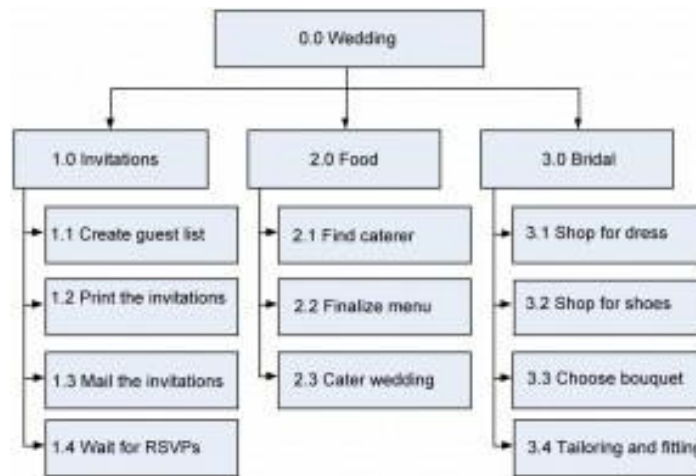 0.0 Wedding
1.0 Invitations
2.0 Food
3.0 Bridal
1.1 Create guest list
2.1 Find caterer
3.1 Shop for dress
1.2 Print the invitations
2.2 Finalize menu
3.2 Shop for shoes
1.3 Mail the invitations
2.3 Cater wedding
3.3 Choose bouquet
1.4 Wait for RSVPs
3.4 Tailoring and fitting